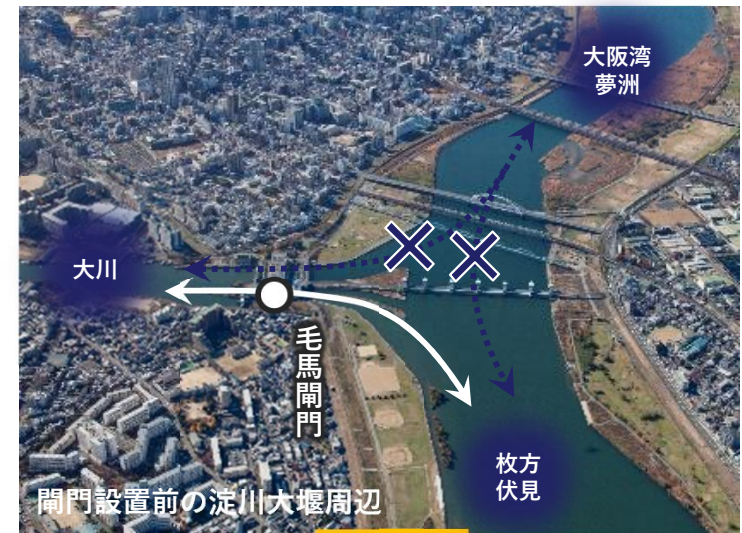 大阪湾
夢洲
大川
毛馬閘門
枚方
伏見
閘門設置前の淀川大堰周辺